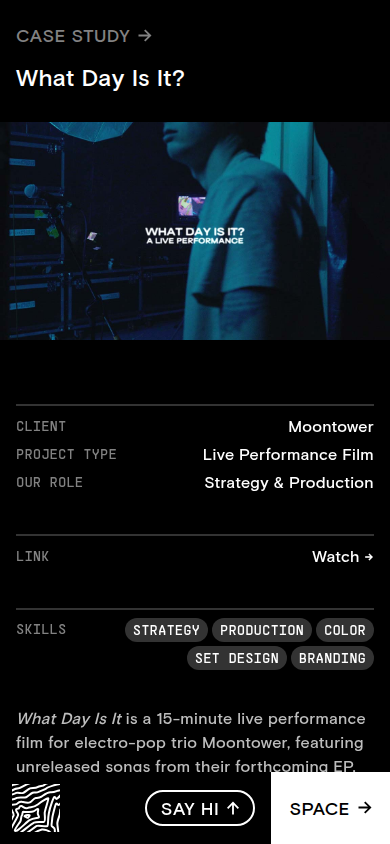 CASE STUDY →
What Day Is It?
WHAT DAY IS IT?
A LIVE PERFORMANCE
CLIENT Moontower
PROJECT TYPE Live Performance Film
OUR ROLE Strategy & Production
LINK Watch →
SKILLS STRATEGY PRODUCTION COLOR
SET DESIGN BRANDING
What Day Is It is a 15-minute live performance
film for electro-pop trio Moontower, featuring
unreleased songs from their forthcoming EP.
SAY HI ↑ SPACE →